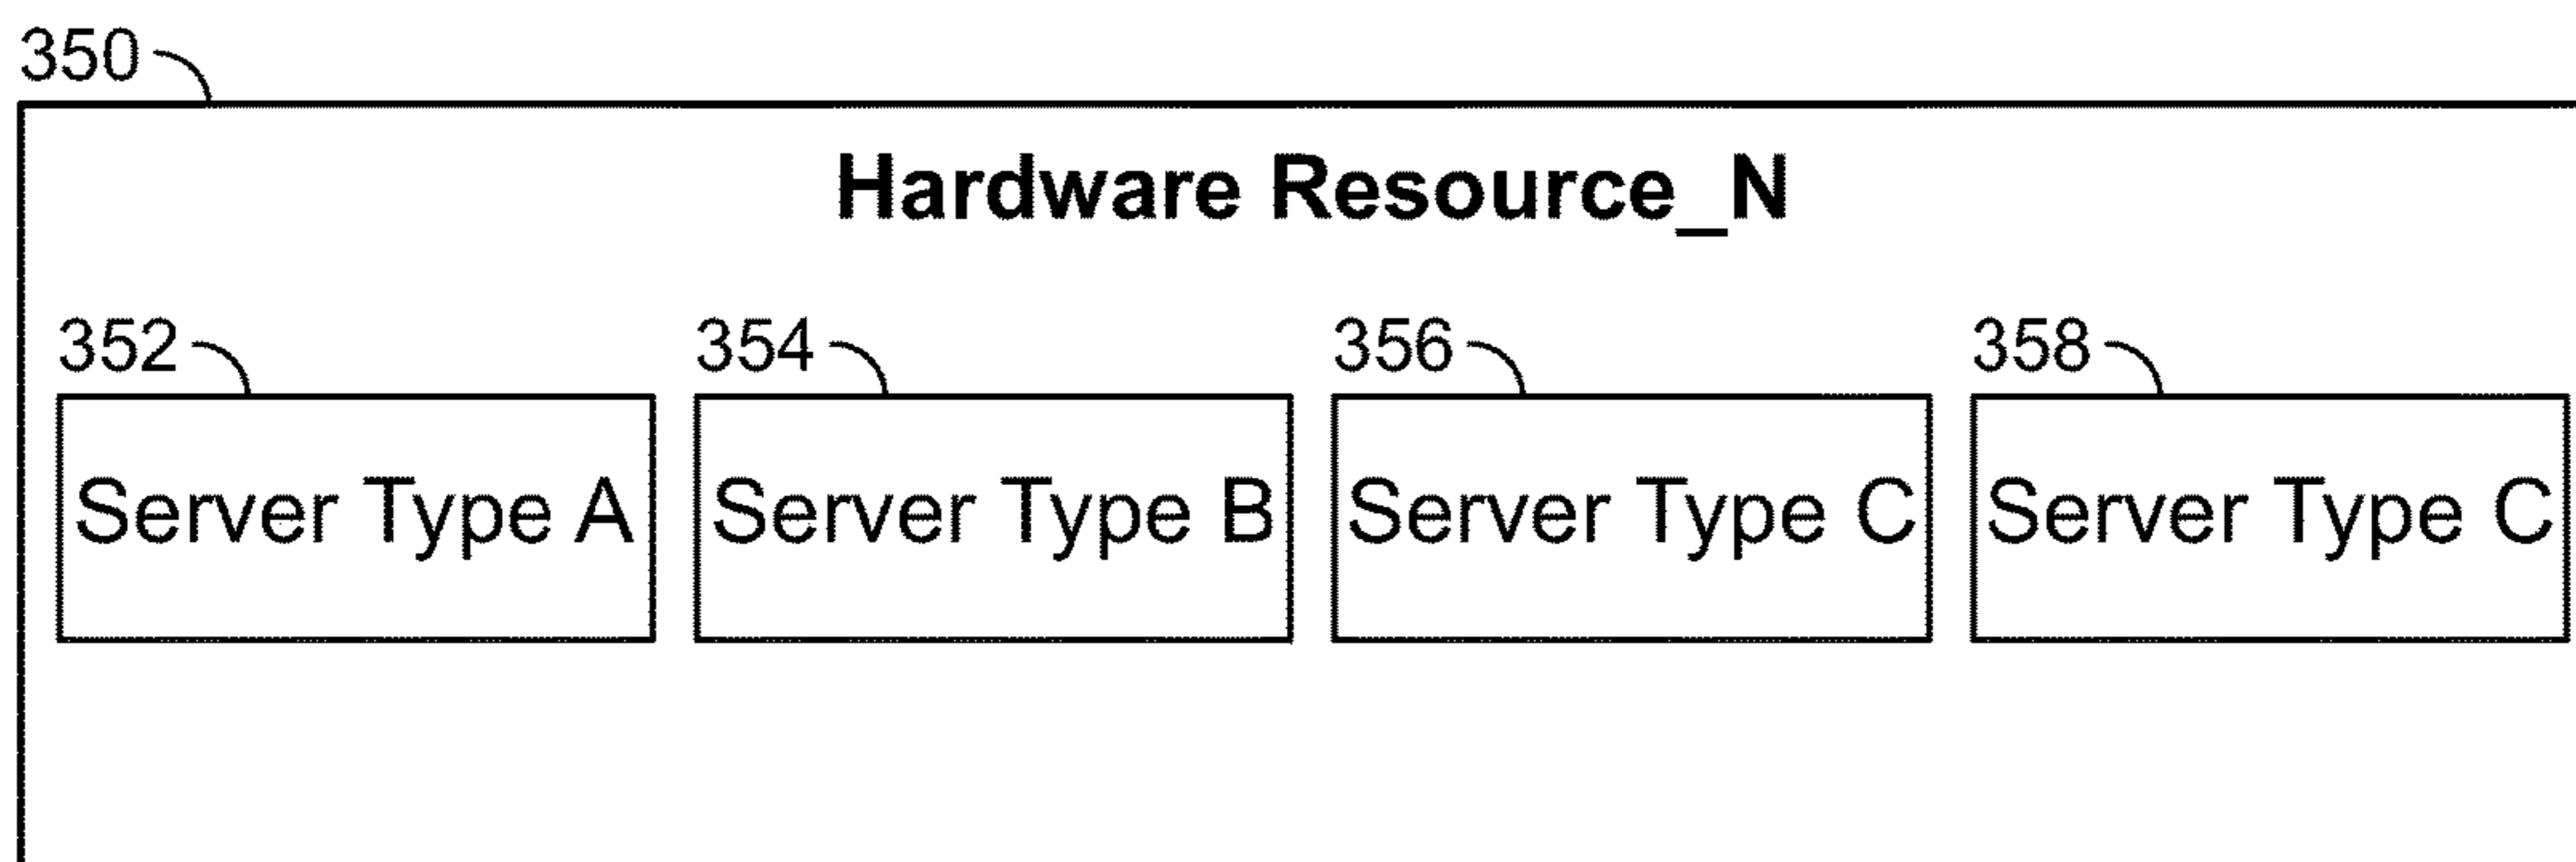 350
Hardware Resource_N
352 354 356 358
Server Type A Server Type B Server Type C Server Type C